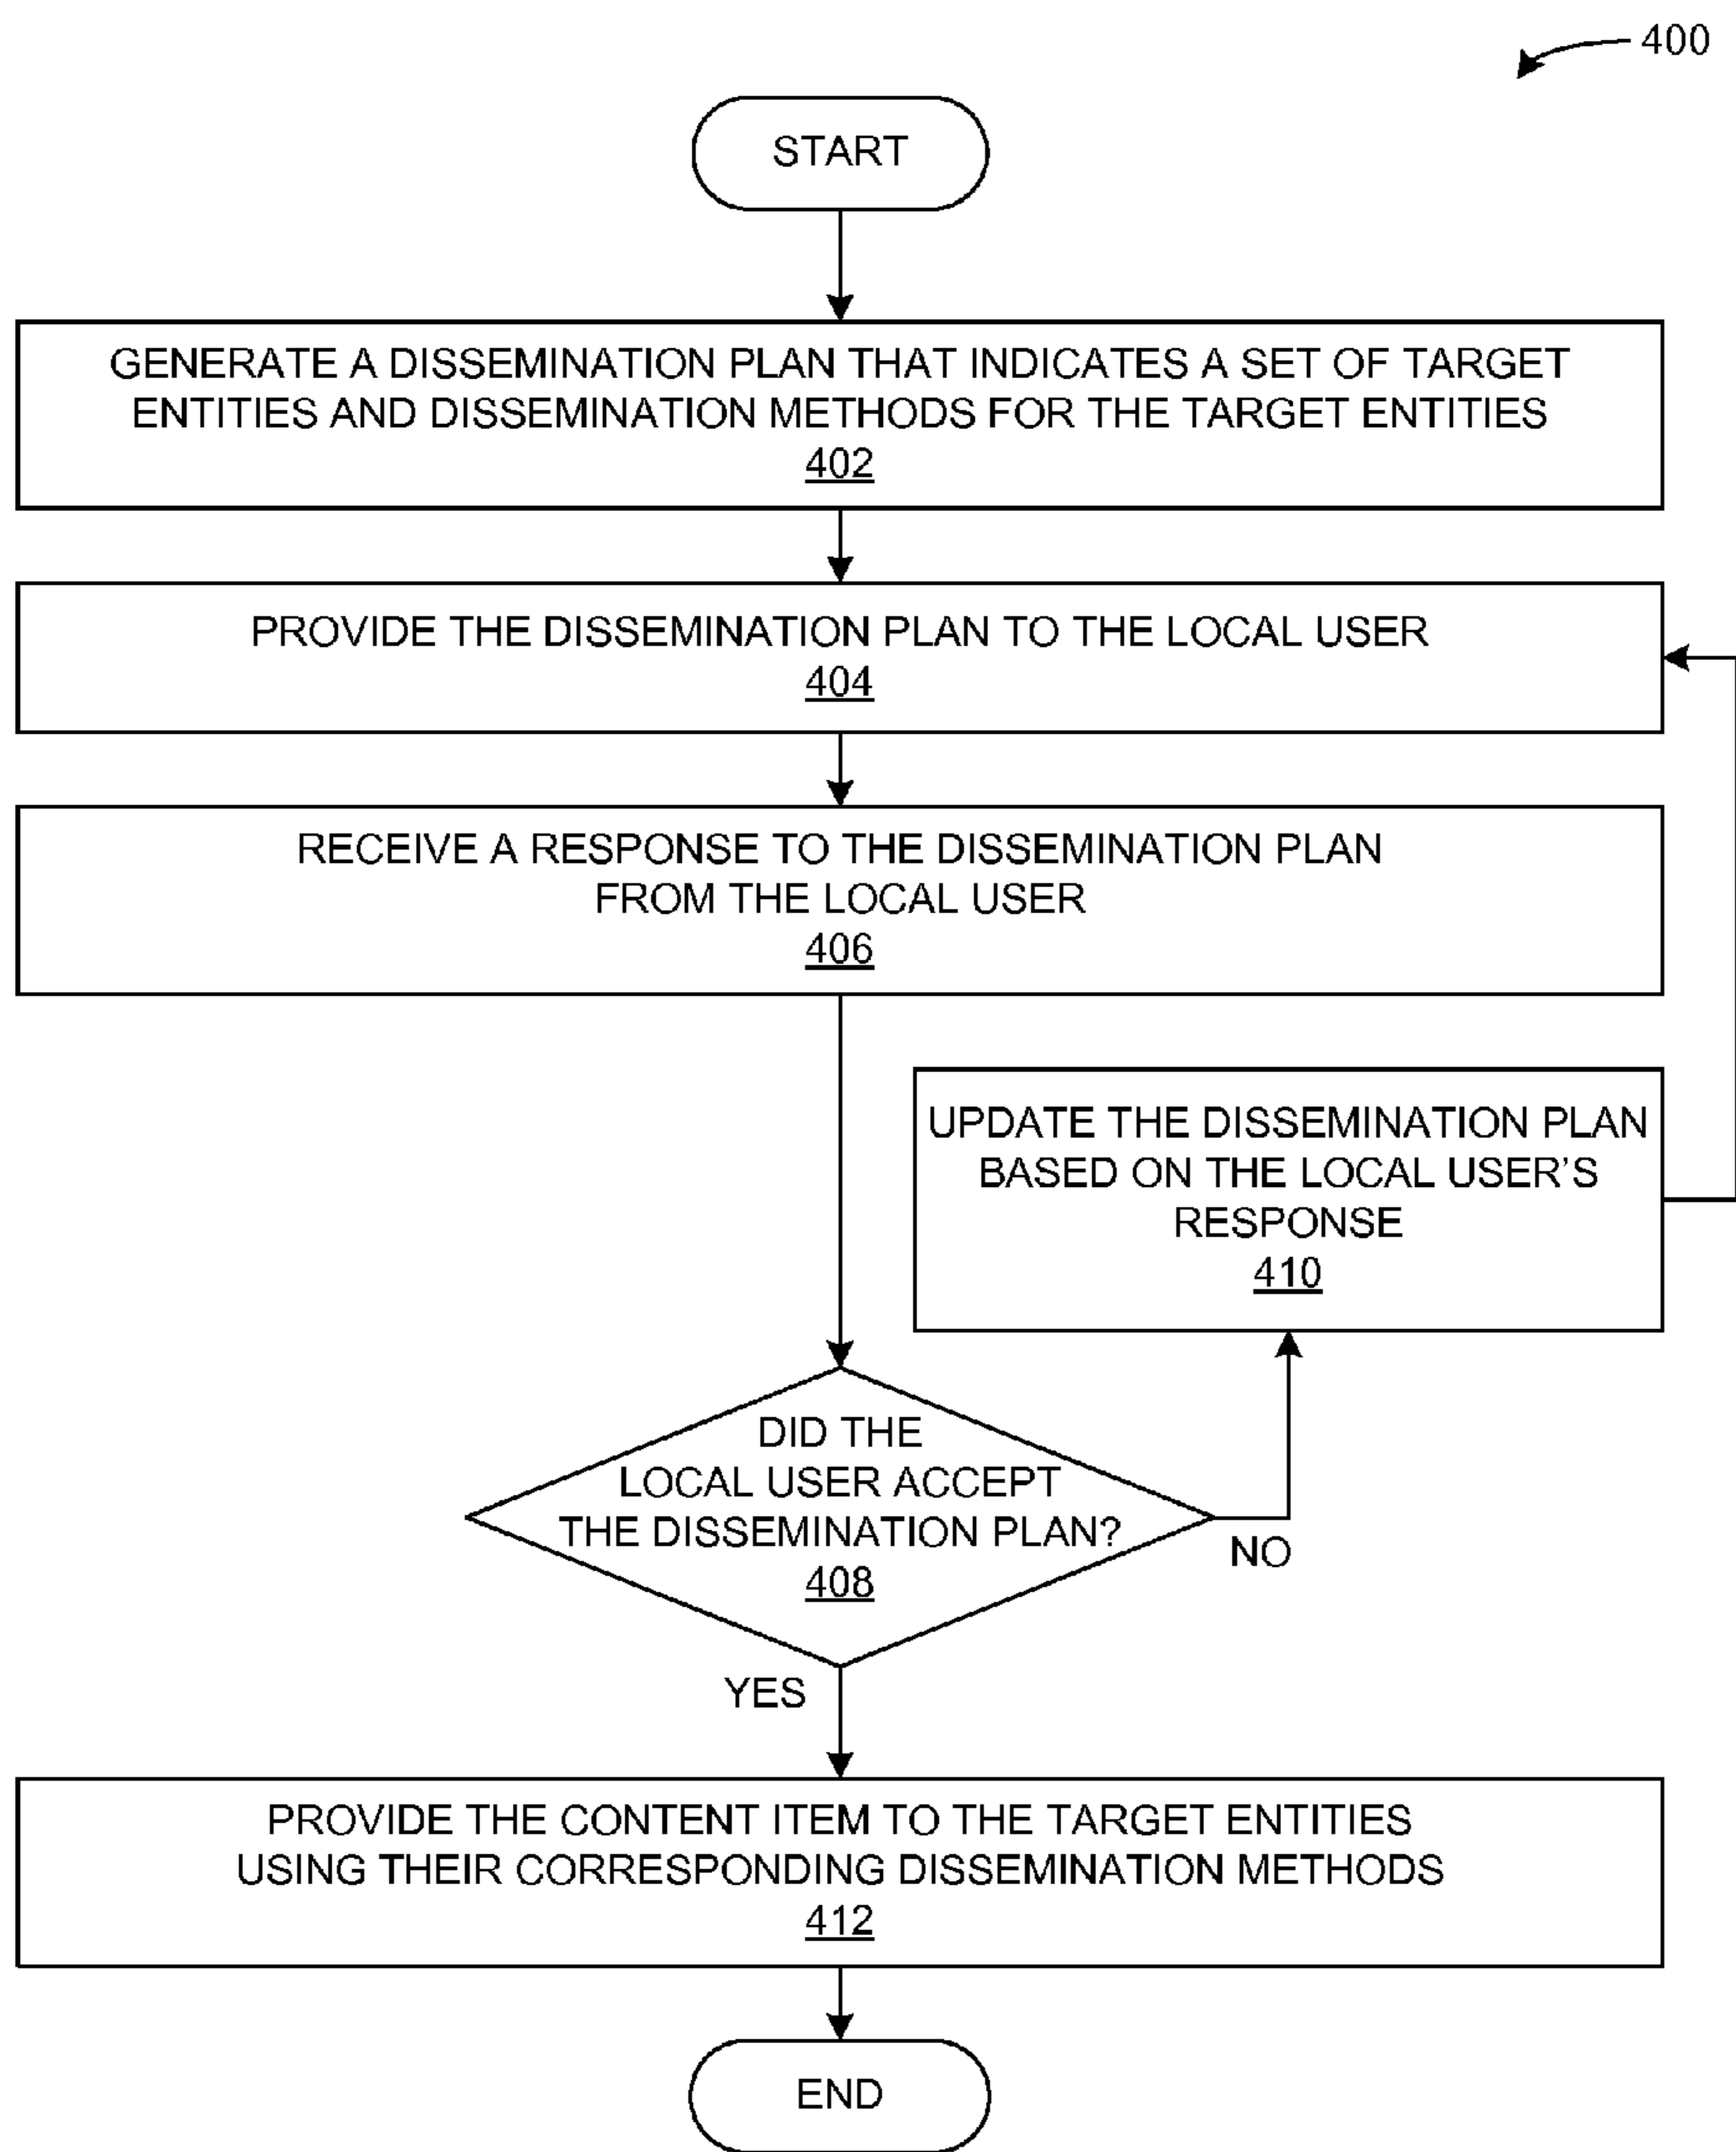 400
START
GENERATE A DISSEMINATION PLAN THAT INDICATES A SET OF TARGET
ENTITIES AND DISSEMINATION METHODS FOR THE TARGET ENTITIES
402
PROVIDE THE DISSEMINATION PLAN TO THE LOCAL USER
404
RECEIVE A RESPONSE TO THE DISSEMINATION PLAN
FROM THE LOCAL USER
406
UPDATE THE DISSEMINATION PLAN
BASED ON THE LOCAL USER’S
RESPONSE
410
DID THE
LOCAL USER ACCEPT
THE DISSEMINATION PLAN?
408
NO
YES
PROVIDE THE CONTENT ITEM TO THE TARGET ENTITIES
USING THEIR CORRESPONDING DISSEMINATION METHODS
412
END